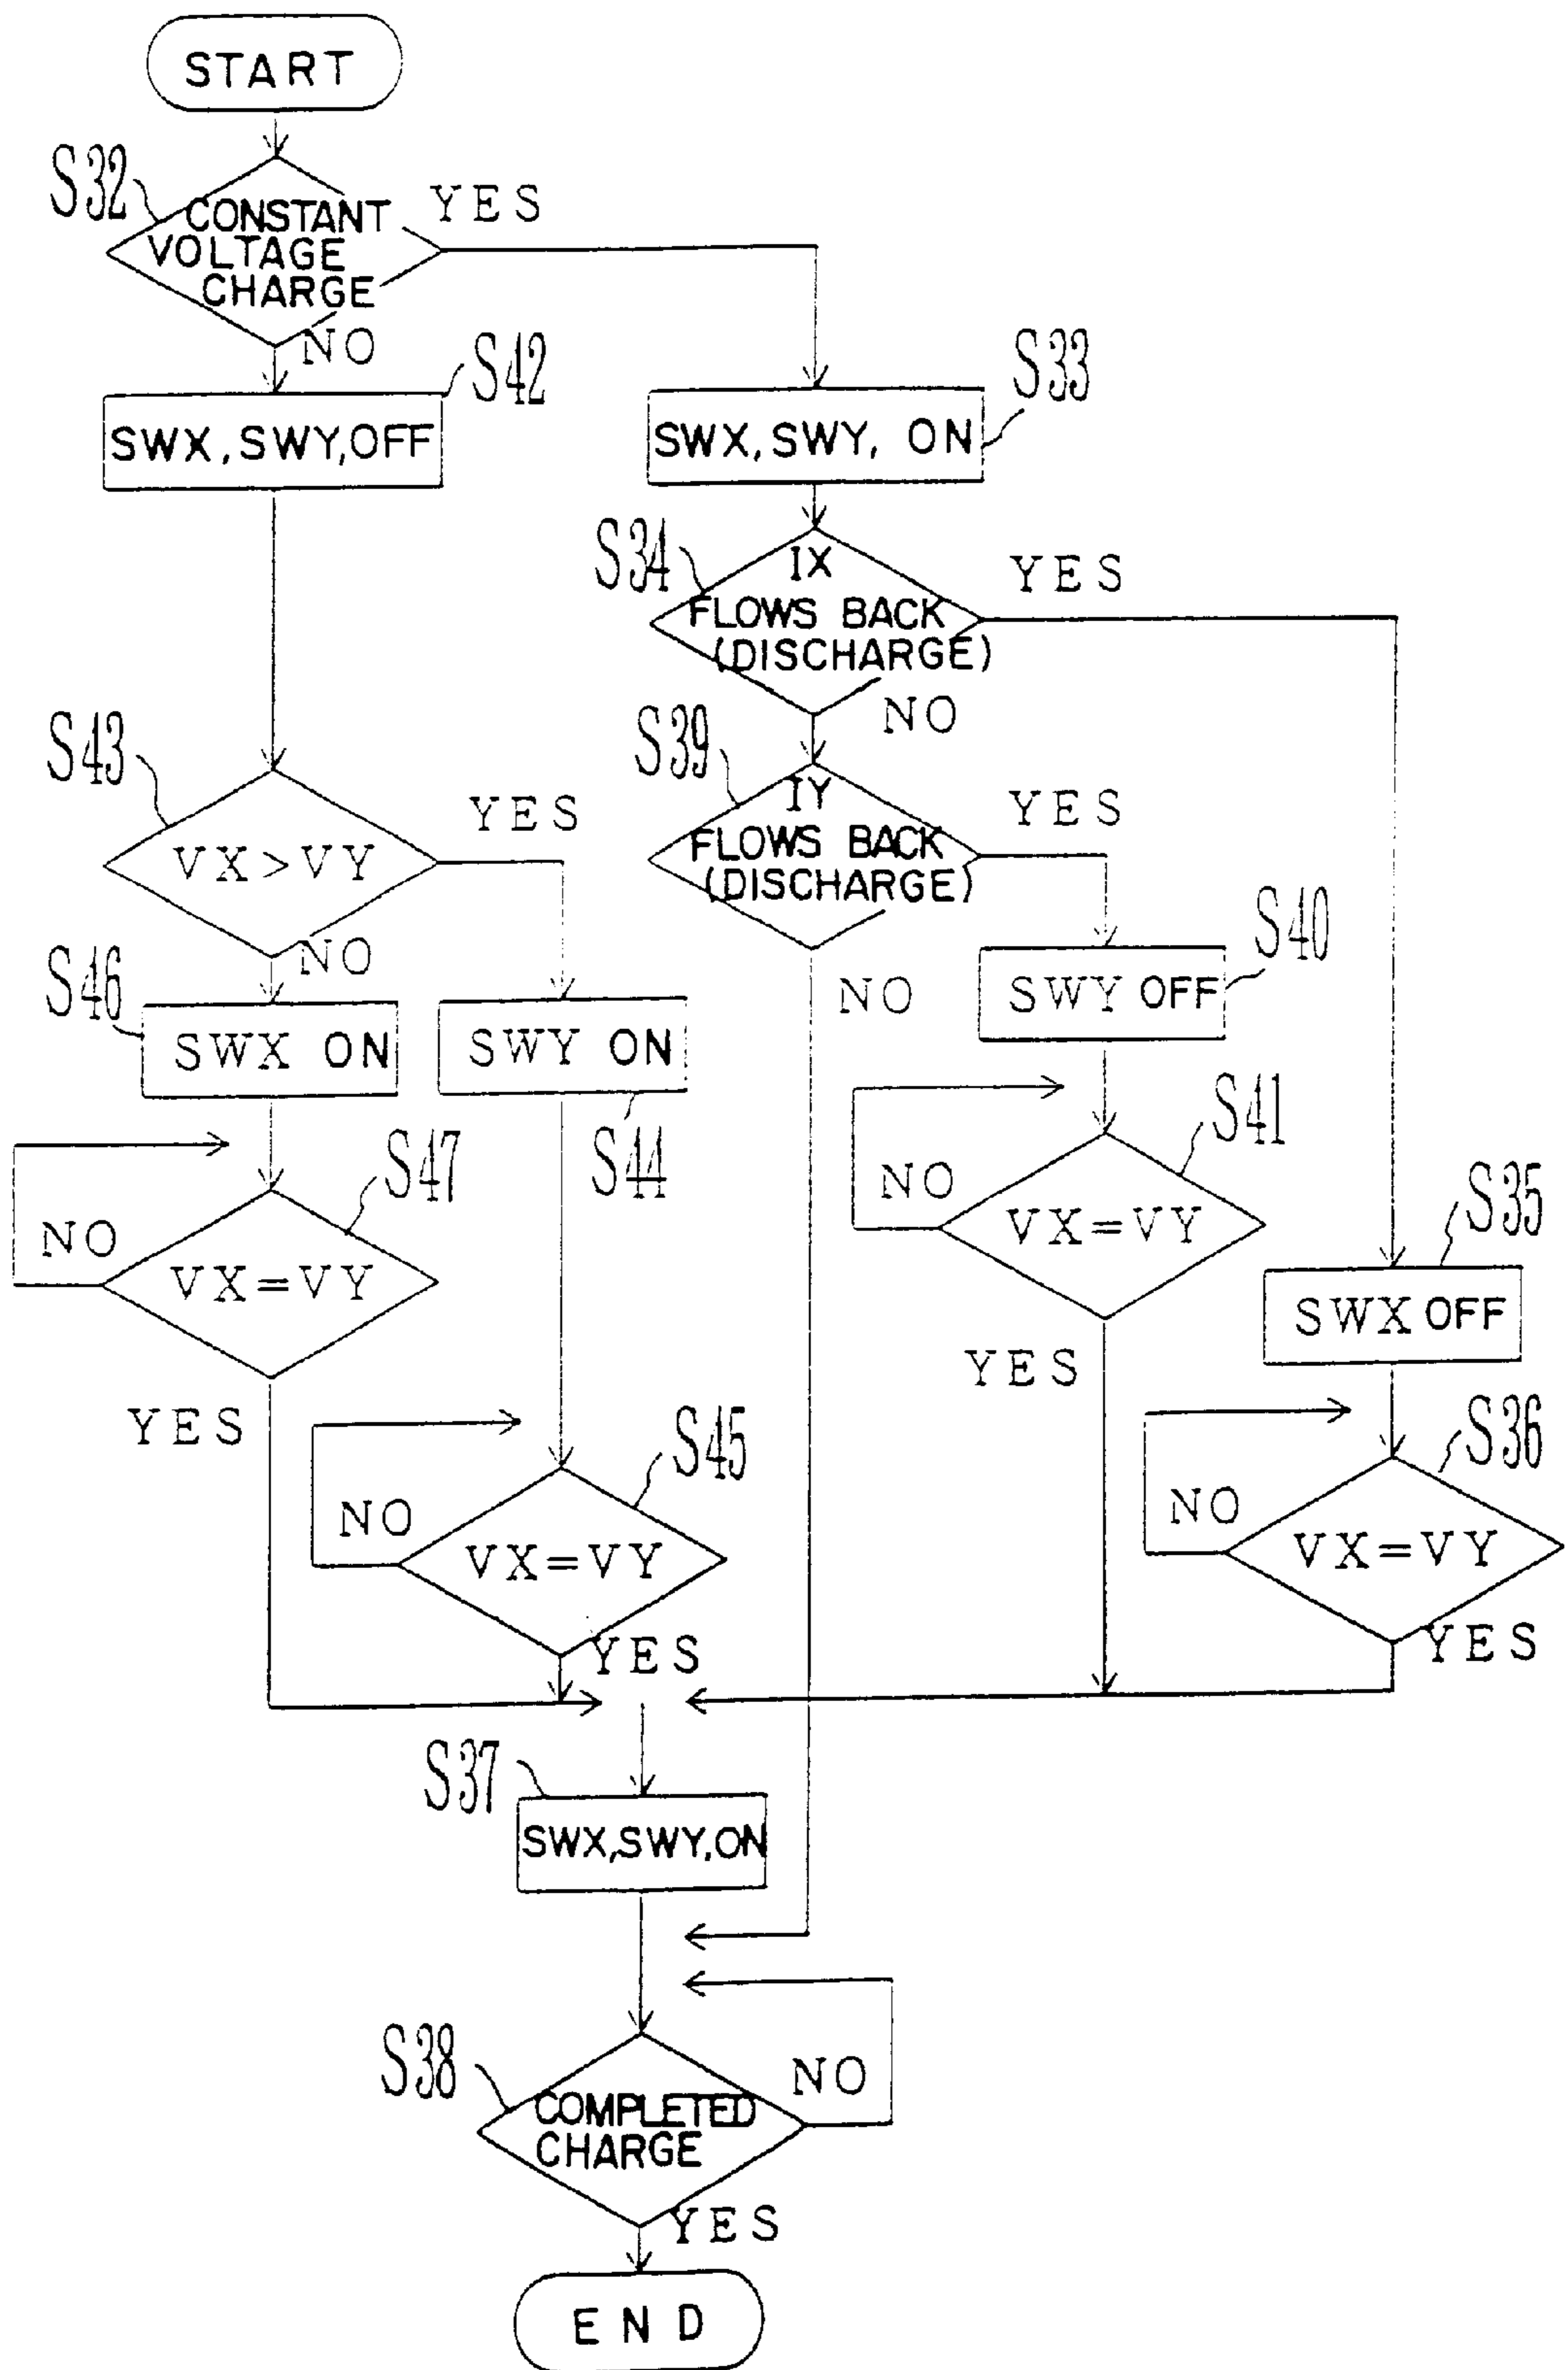 START
S32
CONSTANT
VOLTAGE
CHARGE
YES
NO
S42
SWX,SWY,OFF
S33
SWX,SWY, ON
S34
IX
FLOWS BACK
(DISCHARGE)
YES
NO
S43
VX>VY
YES
NO
S39
IY
FLOWS BACK
(DISCHARGE)
YES
NO
S46
SWX ON
SWY ON
S44
S40
SWY OFF
S47
NO
VX=VY
YES
S41
NO
VX=VY
YES
S35
SWX OFF
S45
NO
VX=VY
YES
S36
NO
VX=VY
YES
S37
SWX,SWY,ON
S38
COMPLETED
CHARGE
NO
YES
END